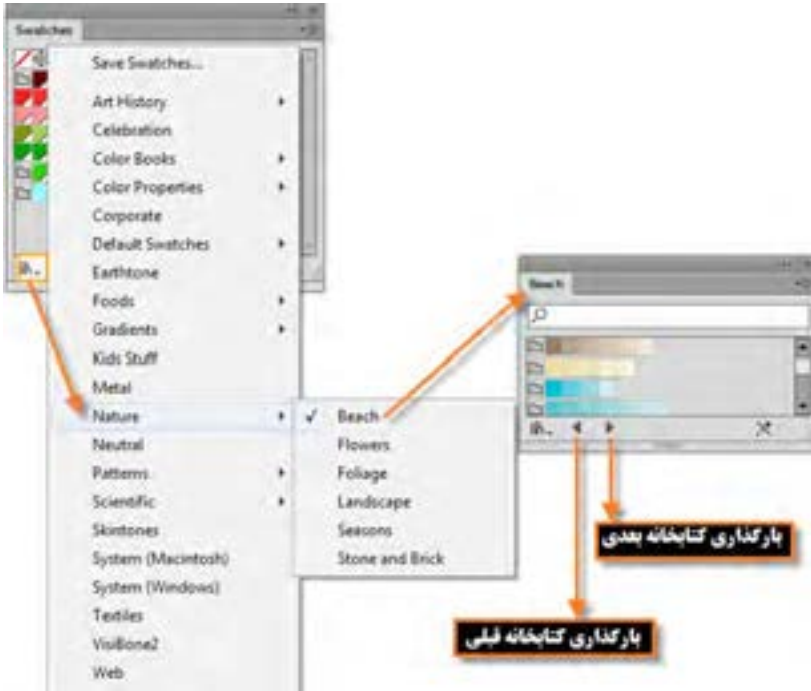 Swatches
Save Swatches...
Art History
Celebration
Color Books
Color Properties
Corporate
Default Swatches
Earthtone
Foods
Gradients
Kids Stuff
Metal
Nature
Neutral
Patterns
Scientific
Skintones
System (Macintosh)
System (Windows)
Textiles
VisiBone2
Web
Beach
Flowers
Foliage
Landscape
Seasons
Stone and Brick
Beach
بارگذاری کتابخانه بعدی
بارگذاری کتابخانه قبلی